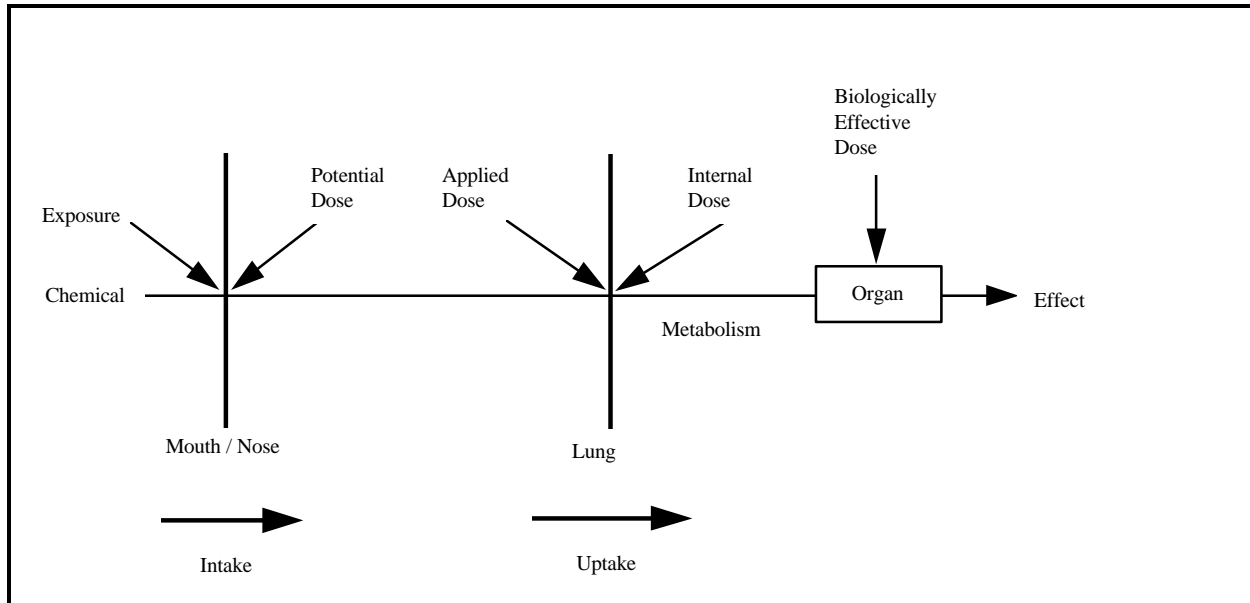 Biologically
Effective
Dose
Potential
Dose
Applied
Dose
Internal
Dose
Exposure
Chemical
Organ
Effect
Metabolism
Mouth / Nose
Lung
Intake
Uptake